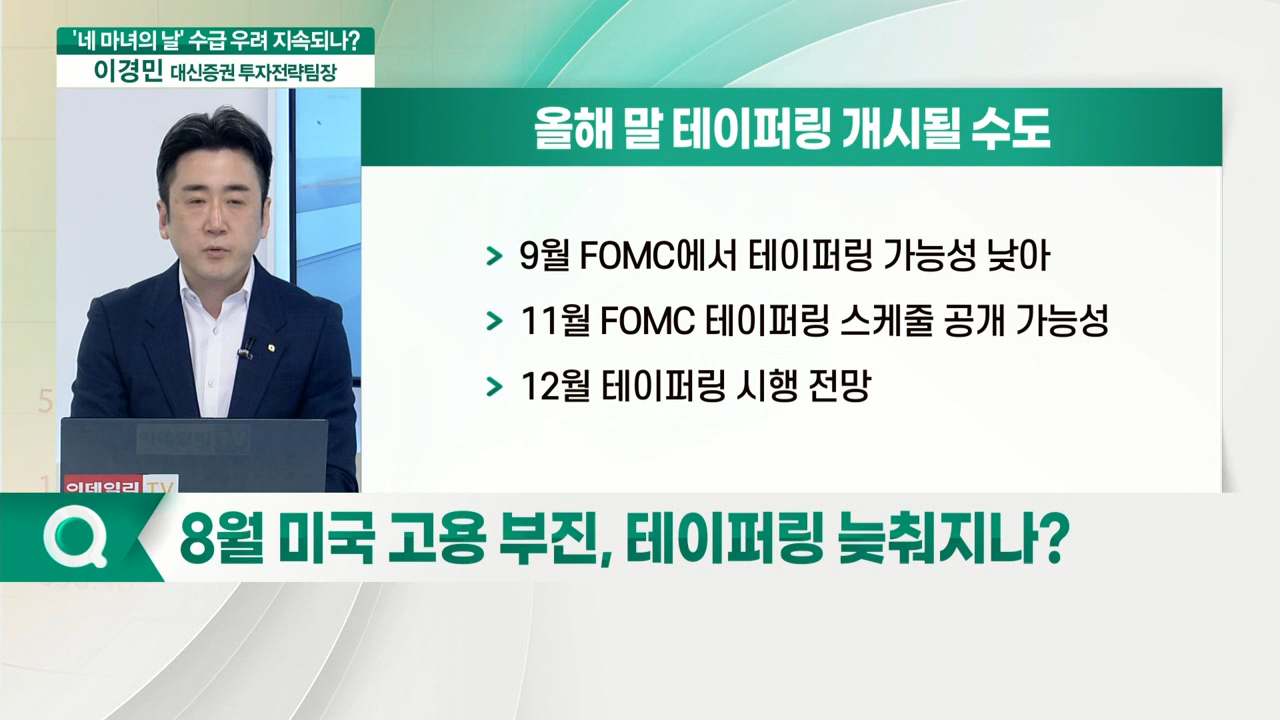 '네 마녀의 날' 수급 우려 지속되나?
이경민 대신증권 투자전략팀장
올해 말 테이퍼링 개시될 수도
> 9월 FOMC에서 테이퍼링 가능성 낮아
> 11월 FOMC 테이퍼링 스케줄 공개 가능성
> 12월 테이퍼링 시행 전망
이데일리 TV
이데일리 TV
Q 8월 미국 고용 부진, 테이퍼링 늦춰지나?